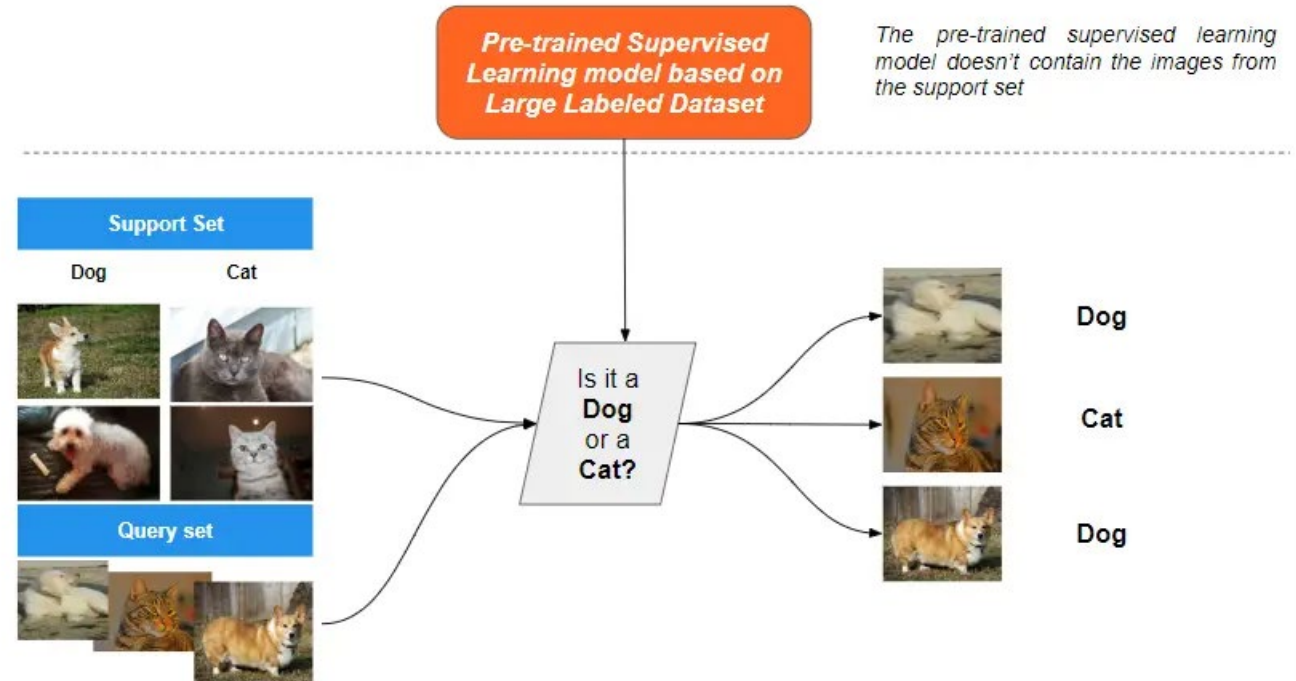 Pre-trained Supervised
Learning model based on
Large Labeled Dataset
The pre-trained supervised learning
model doesn't contain the images from
the support set
Support Set
Dog Cat
Query set
Is it a
Dog
or a
Cat?
Dog
Cat
Dog